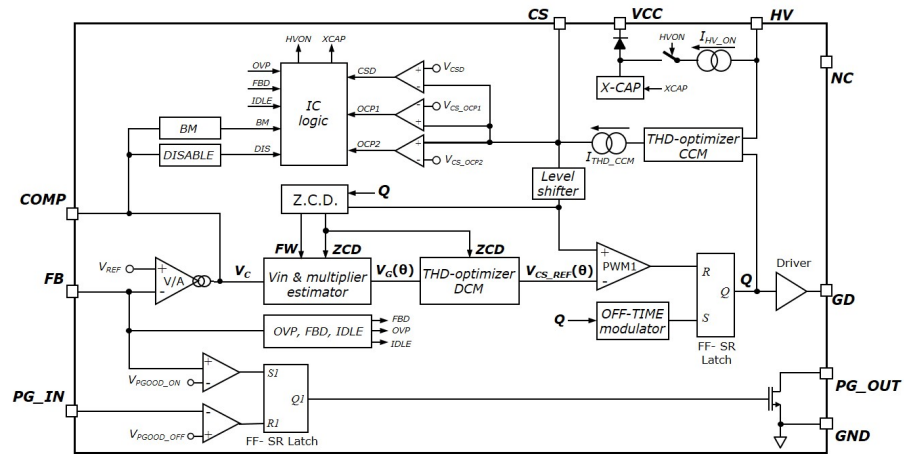 CS
VCC
HV
HVON
XCAP
HVON
I_HV_ON
NC
OVP
FBD
IDLE
IC
logic
CSD
V_CSD
X-CAP
XCAP
OCP1
V_CS_OCP1
BM
BM
DISABLE
DIS
OCP2
V_CS_OCP2
I_THD_CCM
THD-optimizer
CCM
Level
shifter
COMP
Z.C.D.
Q
FW
ZCD
ZCD
V_REF
V/A
V_C
Vin & multiplier
estimator
V_G(θ)
THD-optimizer
DCM
V_CS_REF(θ)
PWM1
R
Q
S
Q
Driver
FB
GD
OVP, FBD, IDLE
FBD
OVP
IDLE
Q
OFF-TIME
modulator
FF- SR
Latch
V_PGOOD_ON
S1
Q1
R1
PG_IN
PG_OUT
V_PGOOD_OFF
FF- SR Latch
GND
+
-
+
-
+
-
+
-
+
-
+
-
-
+